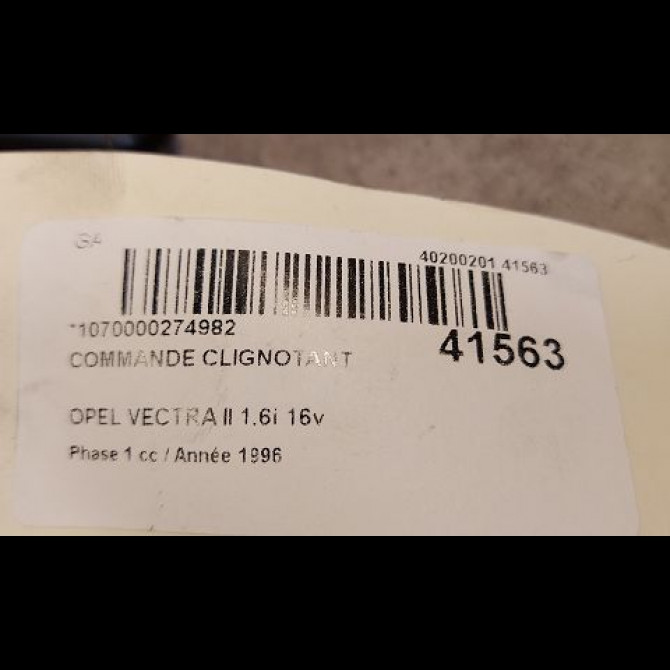 GA
40200201 41563
*1070000274982
41563
COMMANDE CLIGNOTANT
OPEL VECTRA II 1.6i 16v
Phase 1 cc / Année 1996